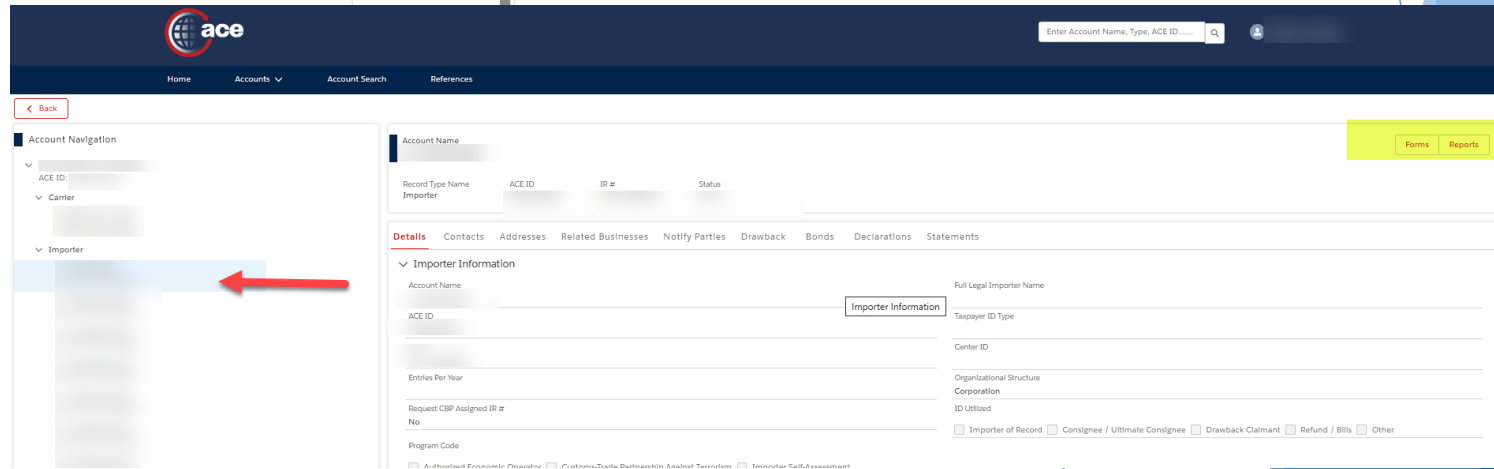 ace
Enter Account Name, Type, ACE ID.......
Home Accounts Account Search References
Back
Account Navigation
ACE ID:
Carrier
Importer
Account Name
Forms Reports
Record Type Name ACE ID IR # Status
Importer
Details Contacts Addresses Related Businesses Notify Parties Drawback Bonds Declarations Statements
Importer Information
Account Name Full Legal Importer Name
Importer Information
ACE ID Taxpayer ID Type
Center ID
Entries Per Year Organizational Structure
Corporation
Request CBP Assigned IR # ID Utilized
No
Importer of Record Consignee / Ultimate Consignee Drawback Claimant Refund / Bills Other
Program Code
Authorized Economic Operator Customs-Trade Partnership Against Terrorism Importer Self-Assessment